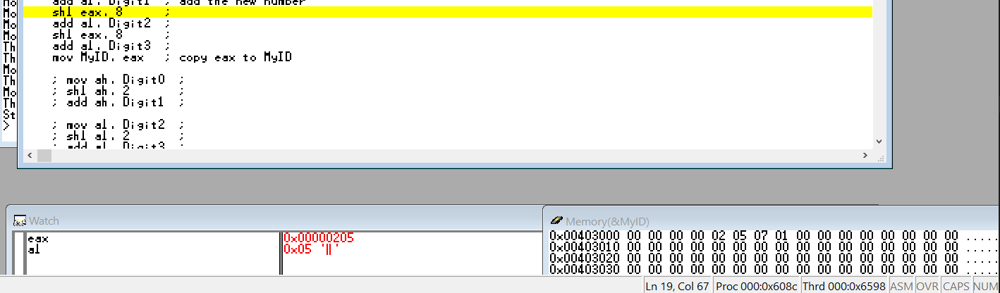 add al, Digit1 ; add the new number
shl eax, 8 ;
add al, Digit2 ;
shl eax, 8 ;
add al, Digit3 ;
mov MyID, eax ; copy eax to MyID
; mov ah, Digit0 ;
; shl ah, 2 ;
; add ah, Digit1 ;
; mov al, Digit2 ;
; shl al, 2 ;
; add al, Digit3 ;
Mo
Mo
Mo
Mo
Th
Th
Mo
Th
Mo
Th
St
>
Watch
eax 0x00000205
al 0x05 '||'
Memory(&MyID)
0x00403000 00 00 00 00 02 05 07 01 00 00 00 00 00 00 00 00 .....
0x00403010 00 00 00 00 00 00 00 00 00 00 00 00 00 00 00 00 .....
0x00403020 00 00 00 00 00 00 00 00 00 00 00 00 00 00 00 00 .....
0x00403030 00 00 00 00 00 00 00 00 00 00 00 00 00 00 00 00 .....
Ln 19, Col 67 Proc 000:0x608c Thrd 000:0x6598 ASM OVR CAPS NUM